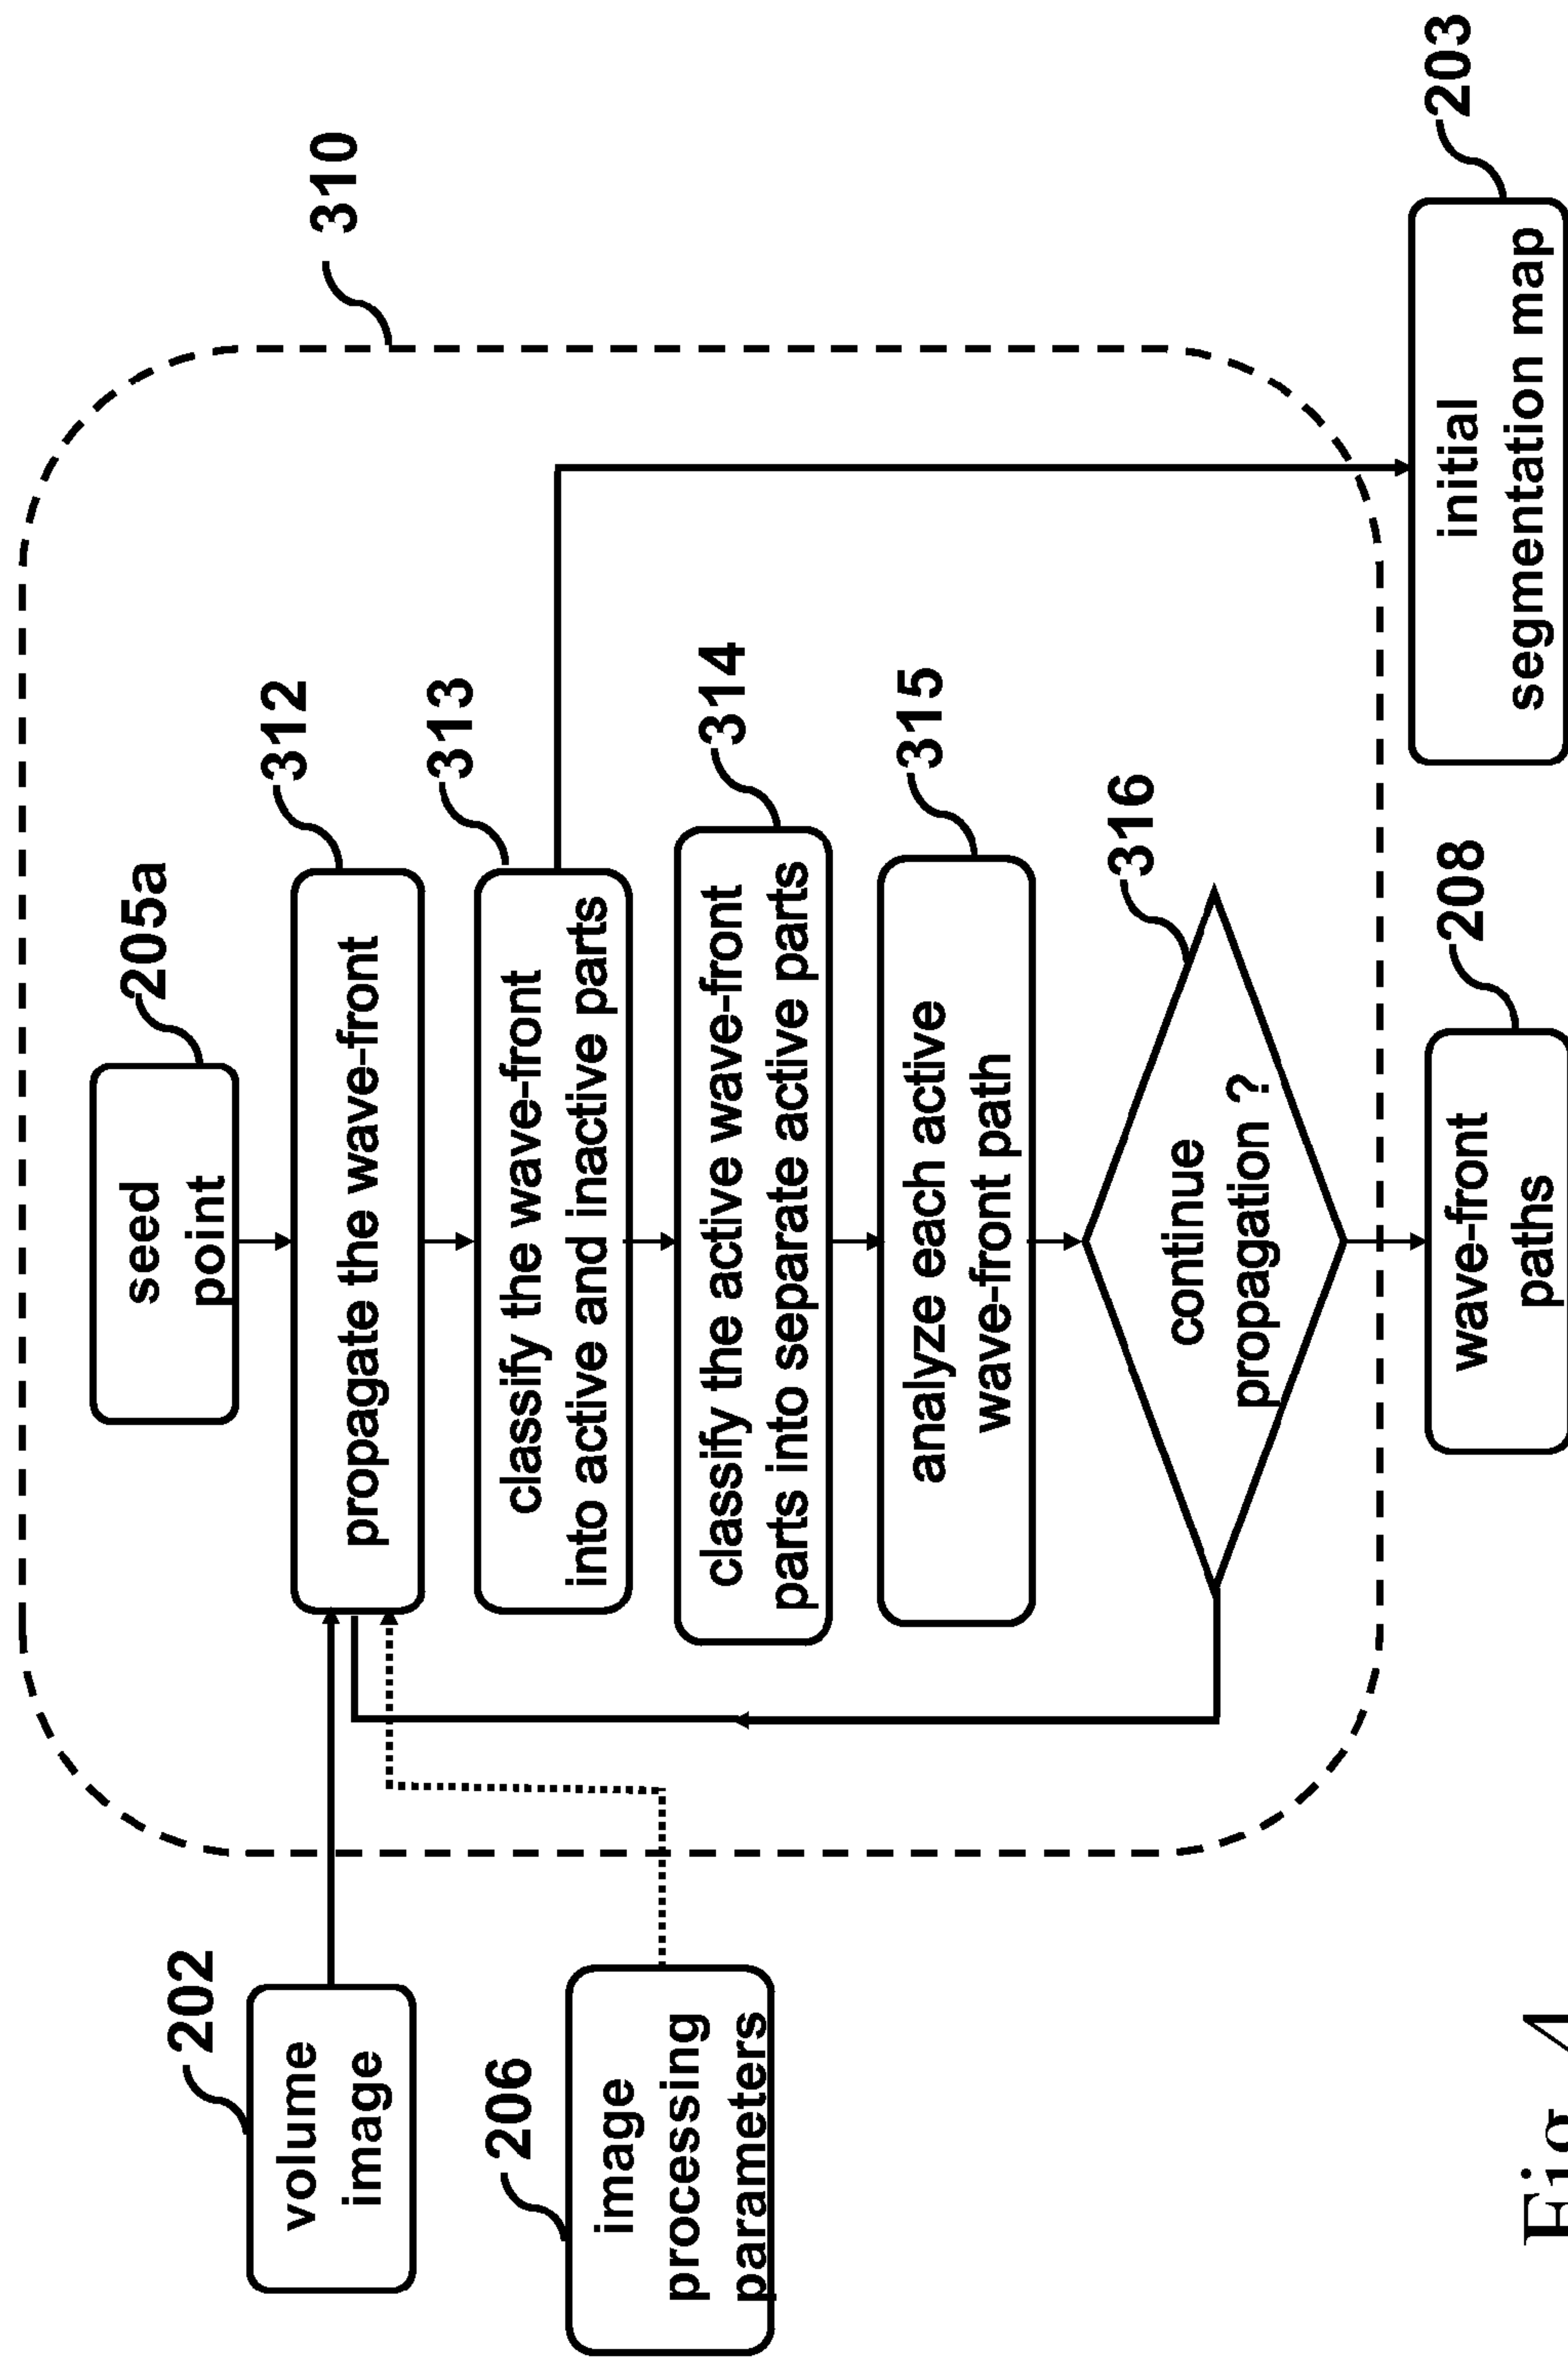 202
volume
image
206
image
processing
parameters
310
205a
seed
point
312
propagate the wave-front
313
classify the wave-front
into active and inactive parts
314
classify the active wave-front
parts into separate active parts
315
analyze each active
wave-front path
316
continue
propagation ?
208
wave-front
paths
203
initial
segmentation map
Fig. 4